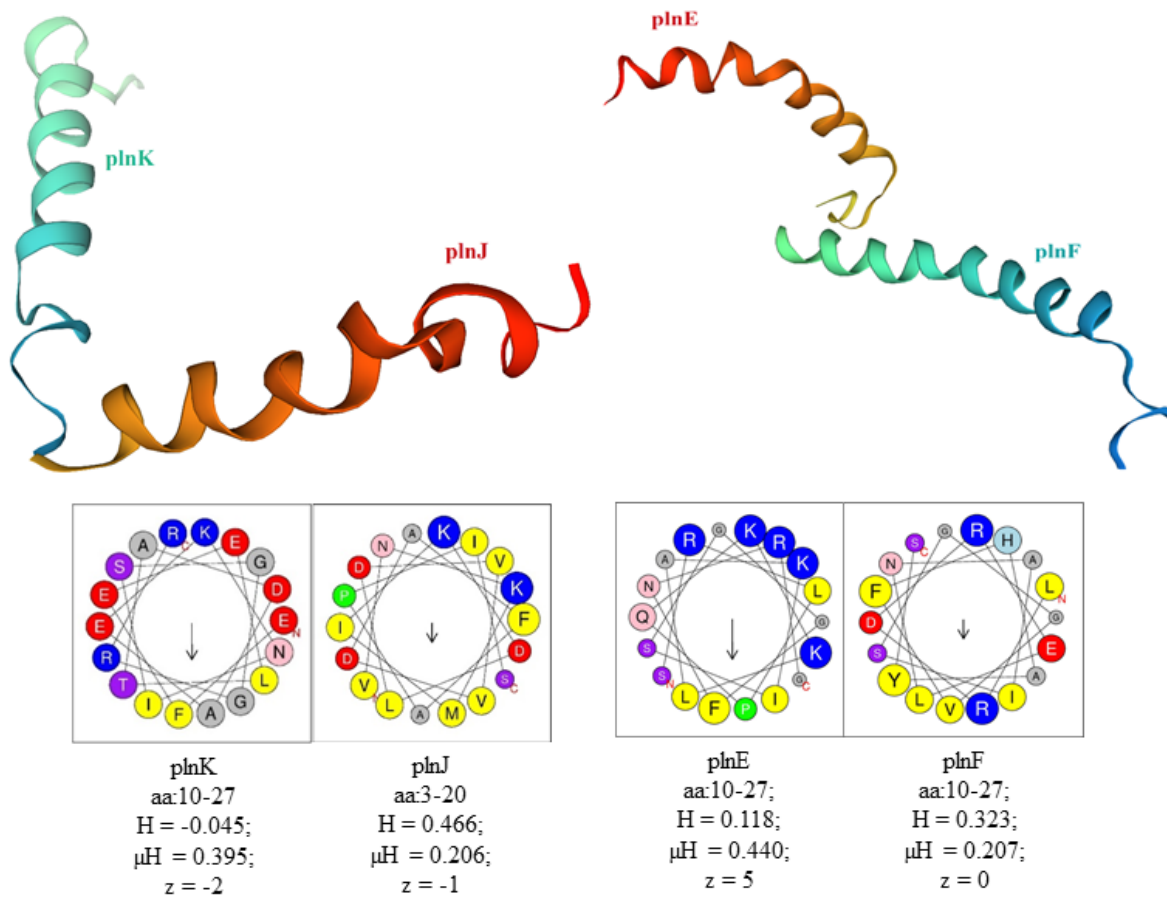 plnE
plnK
plnJ
plnF
R C K E G D E N N L G A F I T R E E S A
A K I V K F D S C V M A L V N D I P D N
G K R K L G K G C I P F L S N S Q N A R
G R H A L N G E A I R V L Y S D F N S C
plnK
aa:10-27
H = -0.045;
μH = 0.395;
z = -2
plnJ
aa:3-20
H = 0.466;
μH = 0.206;
z = -1
plnE
aa:10-27;
H = 0.118;
μH = 0.440;
z = 5
plnF
aa:10-27;
H = 0.323;
μH = 0.207;
z = 0